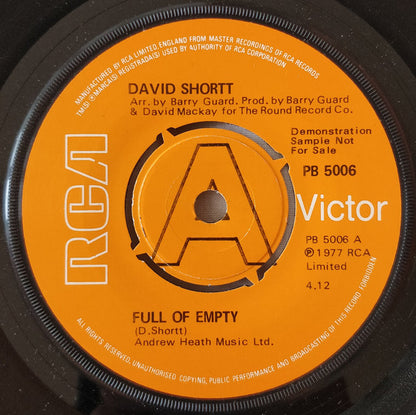 MANUFACTURED BY RCA LIMITED, ENGLAND FROM MASTER RECORDINGS OF RCA RECORDS
TM(S) ® MARCA(S) REGISTRADA(S) USED BY AUTHORITY OF RCA CORPORATION
DAVID SHORTT
Arr. by Barry Guard. Prod. by Barry Guard
& David Mackay for The Round Record Co.
Demonstration
Sample Not
For Sale
PB 5006
RCA
A
Victor
PB 5006 A
℗ 1977 RCA
Limited
4.12
FULL OF EMPTY
(D.Shortt)
Andrew Heath Music Ltd.
ALL RIGHTS RESERVED. UNAUTHORISED COPYING, PUBLIC PERFORMANCE AND BROADCASTING OF THIS RECORD FORBIDDEN